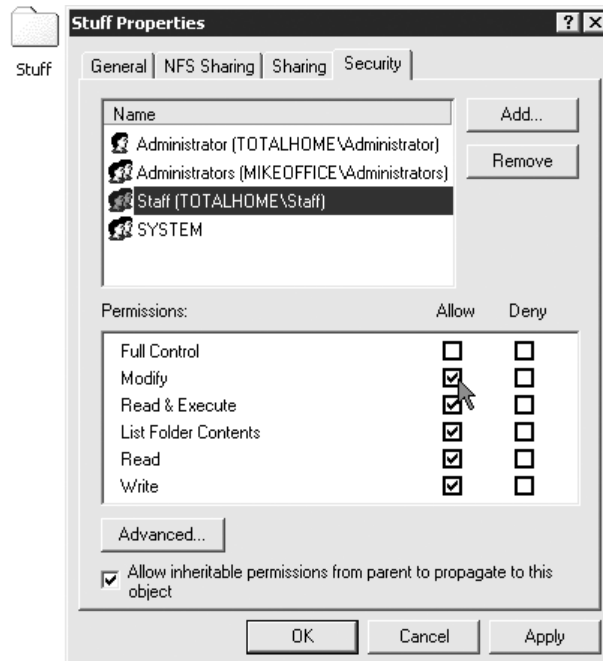 Stuff
Stuff Properties
General NFS Sharing Sharing Security
Name
Add...
Administrator (TOTALHOME\Administrator)
Administrators (MIKEOFFICE\Administrators)
Remove
Staff (TOTALHOME\Staff)
SYSTEM
Permissions: Allow Deny
Full Control
Modify
Read & Execute
List Folder Contents
Read
Write
Advanced...
Allow inheritable permissions from parent to propagate to this
object
OK Cancel Apply